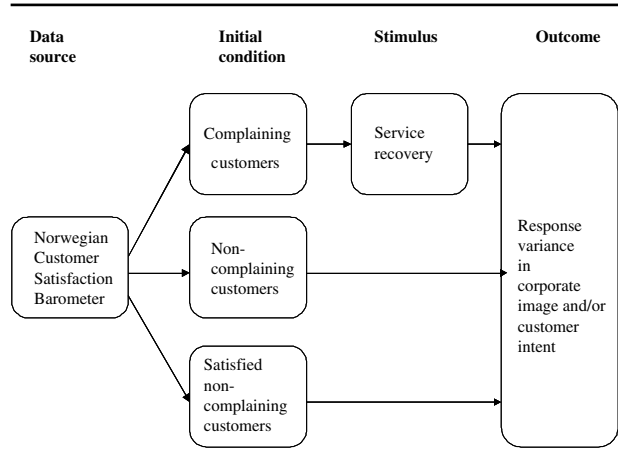 Data
source
Initial
condition
Stimulus
Outcome
Complaining
customers
Service
recovery
Norwegian
Customer
Satisfaction
Barometer
Non-
complaining
customers
Satisfied
non-
complaining
customers
Response
variance
in
corporate
image and/or
customer
intent